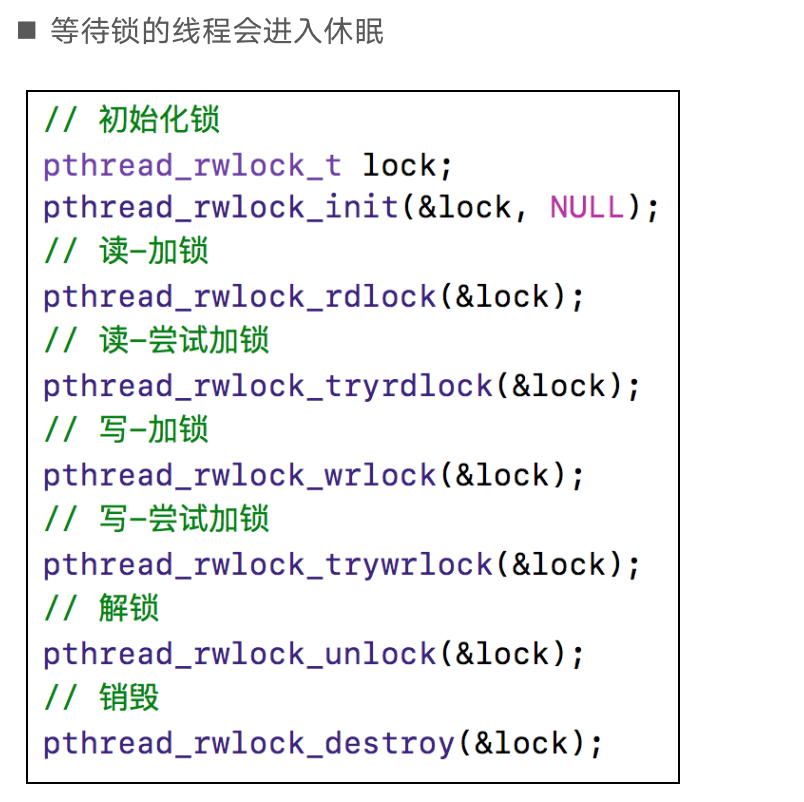 ■ 等待锁的线程会进入休眠
// 初始化锁
pthread_rwlock_t lock;
pthread_rwlock_init(&lock, NULL);
// 读-加锁
pthread_rwlock_rdlock(&lock);
// 读-尝试加锁
pthread_rwlock_tryrdlock(&lock);
// 写-加锁
pthread_rwlock_wrlock(&lock);
// 写-尝试加锁
pthread_rwlock_trywrlock(&lock);
// 解锁
pthread_rwlock_unlock(&lock);
// 销毁
pthread_rwlock_destroy(&lock);